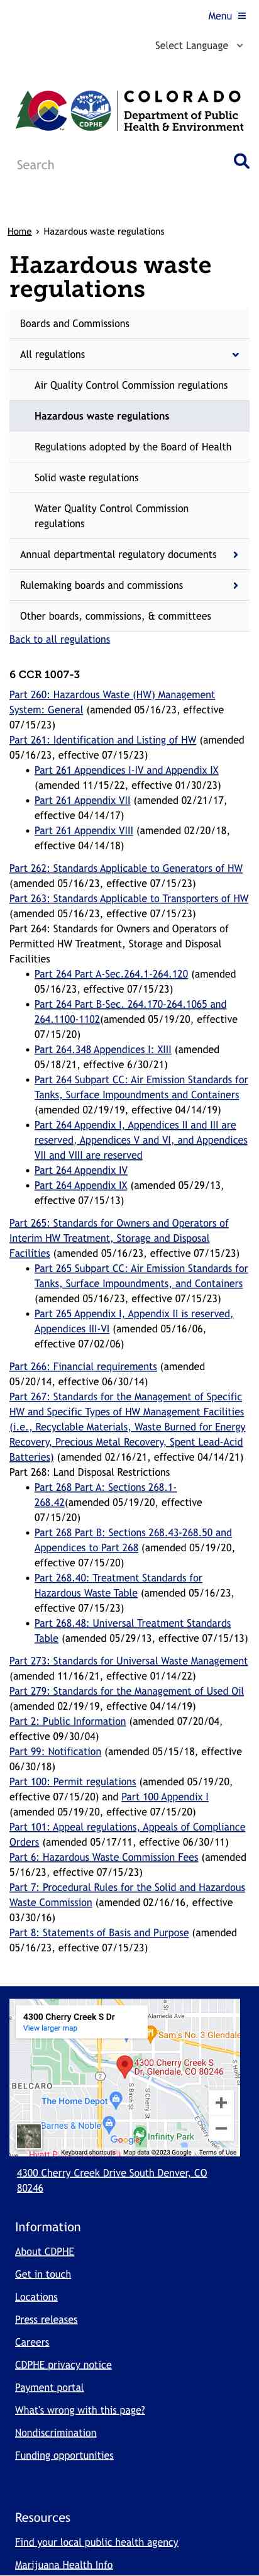 Menu
Select Language
COLORADO
Department of Public
Health & Environment
CDPHE
Search
Home › Hazardous waste regulations
Hazardous waste
regulations
Boards and Commissions
All regulations
Air Quality Control Commission regulations
Hazardous waste regulations
Regulations adopted by the Board of Health
Solid waste regulations
Water Quality Control Commission
regulations
Annual departmental regulatory documents
Rulemaking boards and commissions
Other boards, commissions, & committees
Back to all regulations
6 CCR 1007-3
Part 260: Hazardous Waste (HW) Management
System: General (amended 05/16/23, effective
07/15/23)
Part 261: Identification and Listing of HW (amended
05/16/23, effective 07/15/23)
• Part 261 Appendices I-IV and Appendix IX
(amended 11/15/22, effective 01/30/23)
• Part 261 Appendix VII (amended 02/21/17,
effective 04/14/17)
• Part 261 Appendix VIII (amended 02/20/18,
effective 04/14/18)
Part 262: Standards Applicable to Generators of HW
(amended 05/16/23, effective 07/15/23)
Part 263: Standards Applicable to Transporters of HW
(amended 05/16/23, effective 07/15/23)
Part 264: Standards for Owners and Operators of
Permitted HW Treatment, Storage and Disposal
Facilities
• Part 264 Part A-Sec.264.1-264.120 (amended
05/16/23, effective 07/15/23)
• Part 264 Part B-Sec. 264.170-264.1065 and
264.1100-1102(amended 05/19/20, effective
07/15/20)
• Part 264.348 Appendices I: XIII (amended
05/18/21, effective 6/30/21)
• Part 264 Subpart CC: Air Emission Standards for
Tanks, Surface Impoundments and Containers
(amended 02/19/19, effective 04/14/19)
• Part 264 Appendix I, Appendices II and III are
reserved, Appendices V and VI, and Appendices
VII and VIII are reserved
• Part 264 Appendix IV
• Part 264 Appendix IX (amended 05/29/13,
effective 07/15/13)
Part 265: Standards for Owners and Operators of
Interim HW Treatment, Storage and Disposal
Facilities (amended 05/16/23, effective 07/15/23)
• Part 265 Subpart CC: Air Emission Standards for
Tanks, Surface Impoundments, and Containers
(amended 05/16/23, effective 07/15/23)
• Part 265 Appendix I, Appendix II is reserved,
Appendices III-VI (amended 05/16/06,
effective 07/02/06)
Part 266: Financial requirements (amended
05/20/14, effective 06/30/14)
Part 267: Standards for the Management of Specific
HW and Specific Types of HW Management Facilities
(i.e., Recyclable Materials, Waste Burned for Energy
Recovery, Precious Metal Recovery, Spent Lead-Acid
Batteries) (amended 02/16/21, effective 04/14/21)
Part 268: Land Disposal Restrictions
• Part 268 Part A: Sections 268.1-
268.42(amended 05/19/20, effective
07/15/20)
• Part 268 Part B: Sections 268.43-268.50 and
Appendices to Part 268 (amended 05/19/20,
effective 07/15/20)
• Part 268.40: Treatment Standards for
Hazardous Waste Table (amended 05/16/23,
effective 07/15/23)
• Part 268.48: Universal Treatment Standards
Table (amended 05/29/13, effective 07/15/13)
Part 273: Standards for Universal Waste Management
(amended 11/16/21, effective 01/14/22)
Part 279: Standards for the Management of Used Oil
(amended 02/19/19, effective 04/14/19)
Part 2: Public Information (amended 07/20/04,
effective 09/30/04)
Part 99: Notification (amended 05/15/18, effective
06/30/18)
Part 100: Permit regulations (amended 05/19/20,
effective 07/15/20) and Part 100 Appendix I
(amended 05/19/20, effective 07/15/20)
Part 101: Appeal regulations, Appeals of Compliance
Orders (amended 05/17/11, effective 06/30/11)
Part 6: Hazardous Waste Commission Fees (amended
5/16/23, effective 07/15/23)
Part 7: Procedural Rules for the Solid and Hazardous
Waste Commission (amended 02/16/16, effective
03/30/16)
Part 8: Statements of Basis and Purpose (amended
05/16/23, effective 07/15/23)
4300 Cherry Creek S Dr
View larger map
Alameda Ave
Sam's No. 3 Glendale
4300 Cherry Creek S
Dr, Glendale, CO 80246
BELCARO
The Home Depot
Barnes & Noble
S Cherry St
Infinity Park
Hyatt P
Google
Keyboard shortcuts Map data ©2023 Google Terms of Use
4300 Cherry Creek Drive South Denver, CO
80246
Information
About CDPHE
Get in touch
Locations
Press releases
Careers
CDPHE privacy notice
Payment portal
What's wrong with this page?
Nondiscrimination
Funding opportunities
Resources
Find your local public health agency
Marijuana Health Info